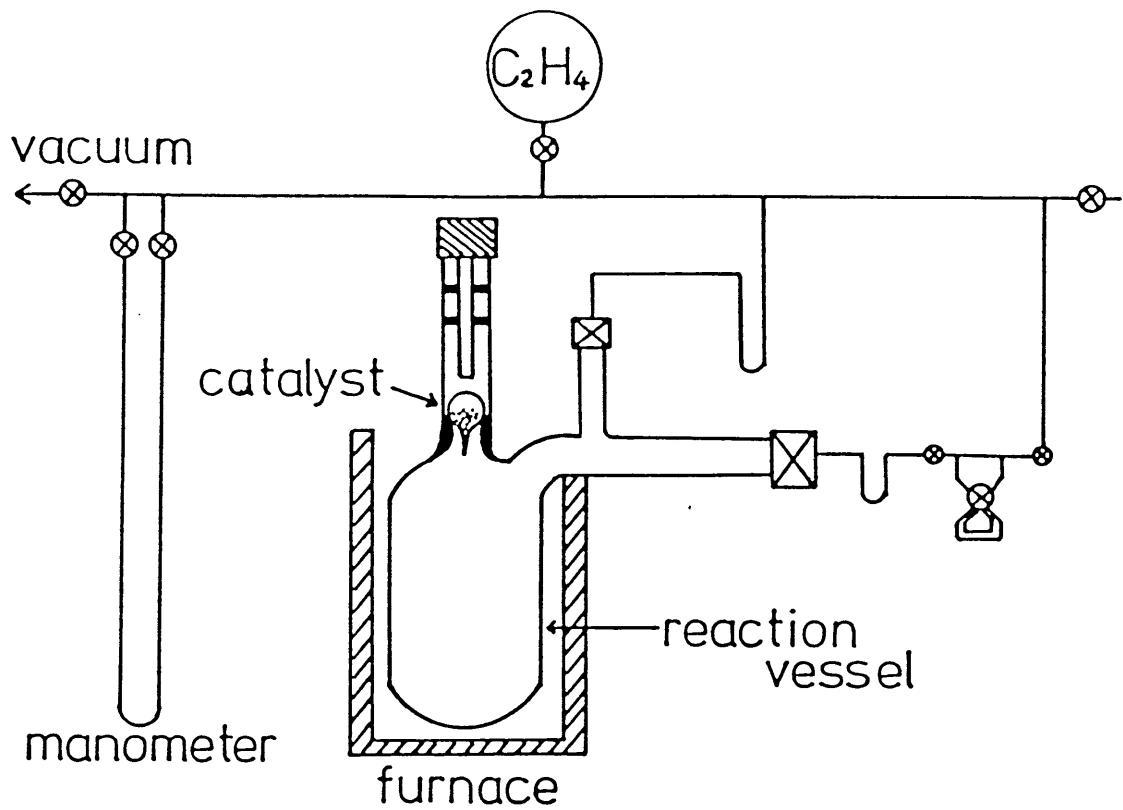 C₂H₄
vacuum
catalyst
reaction
vessel
manometer
furnace